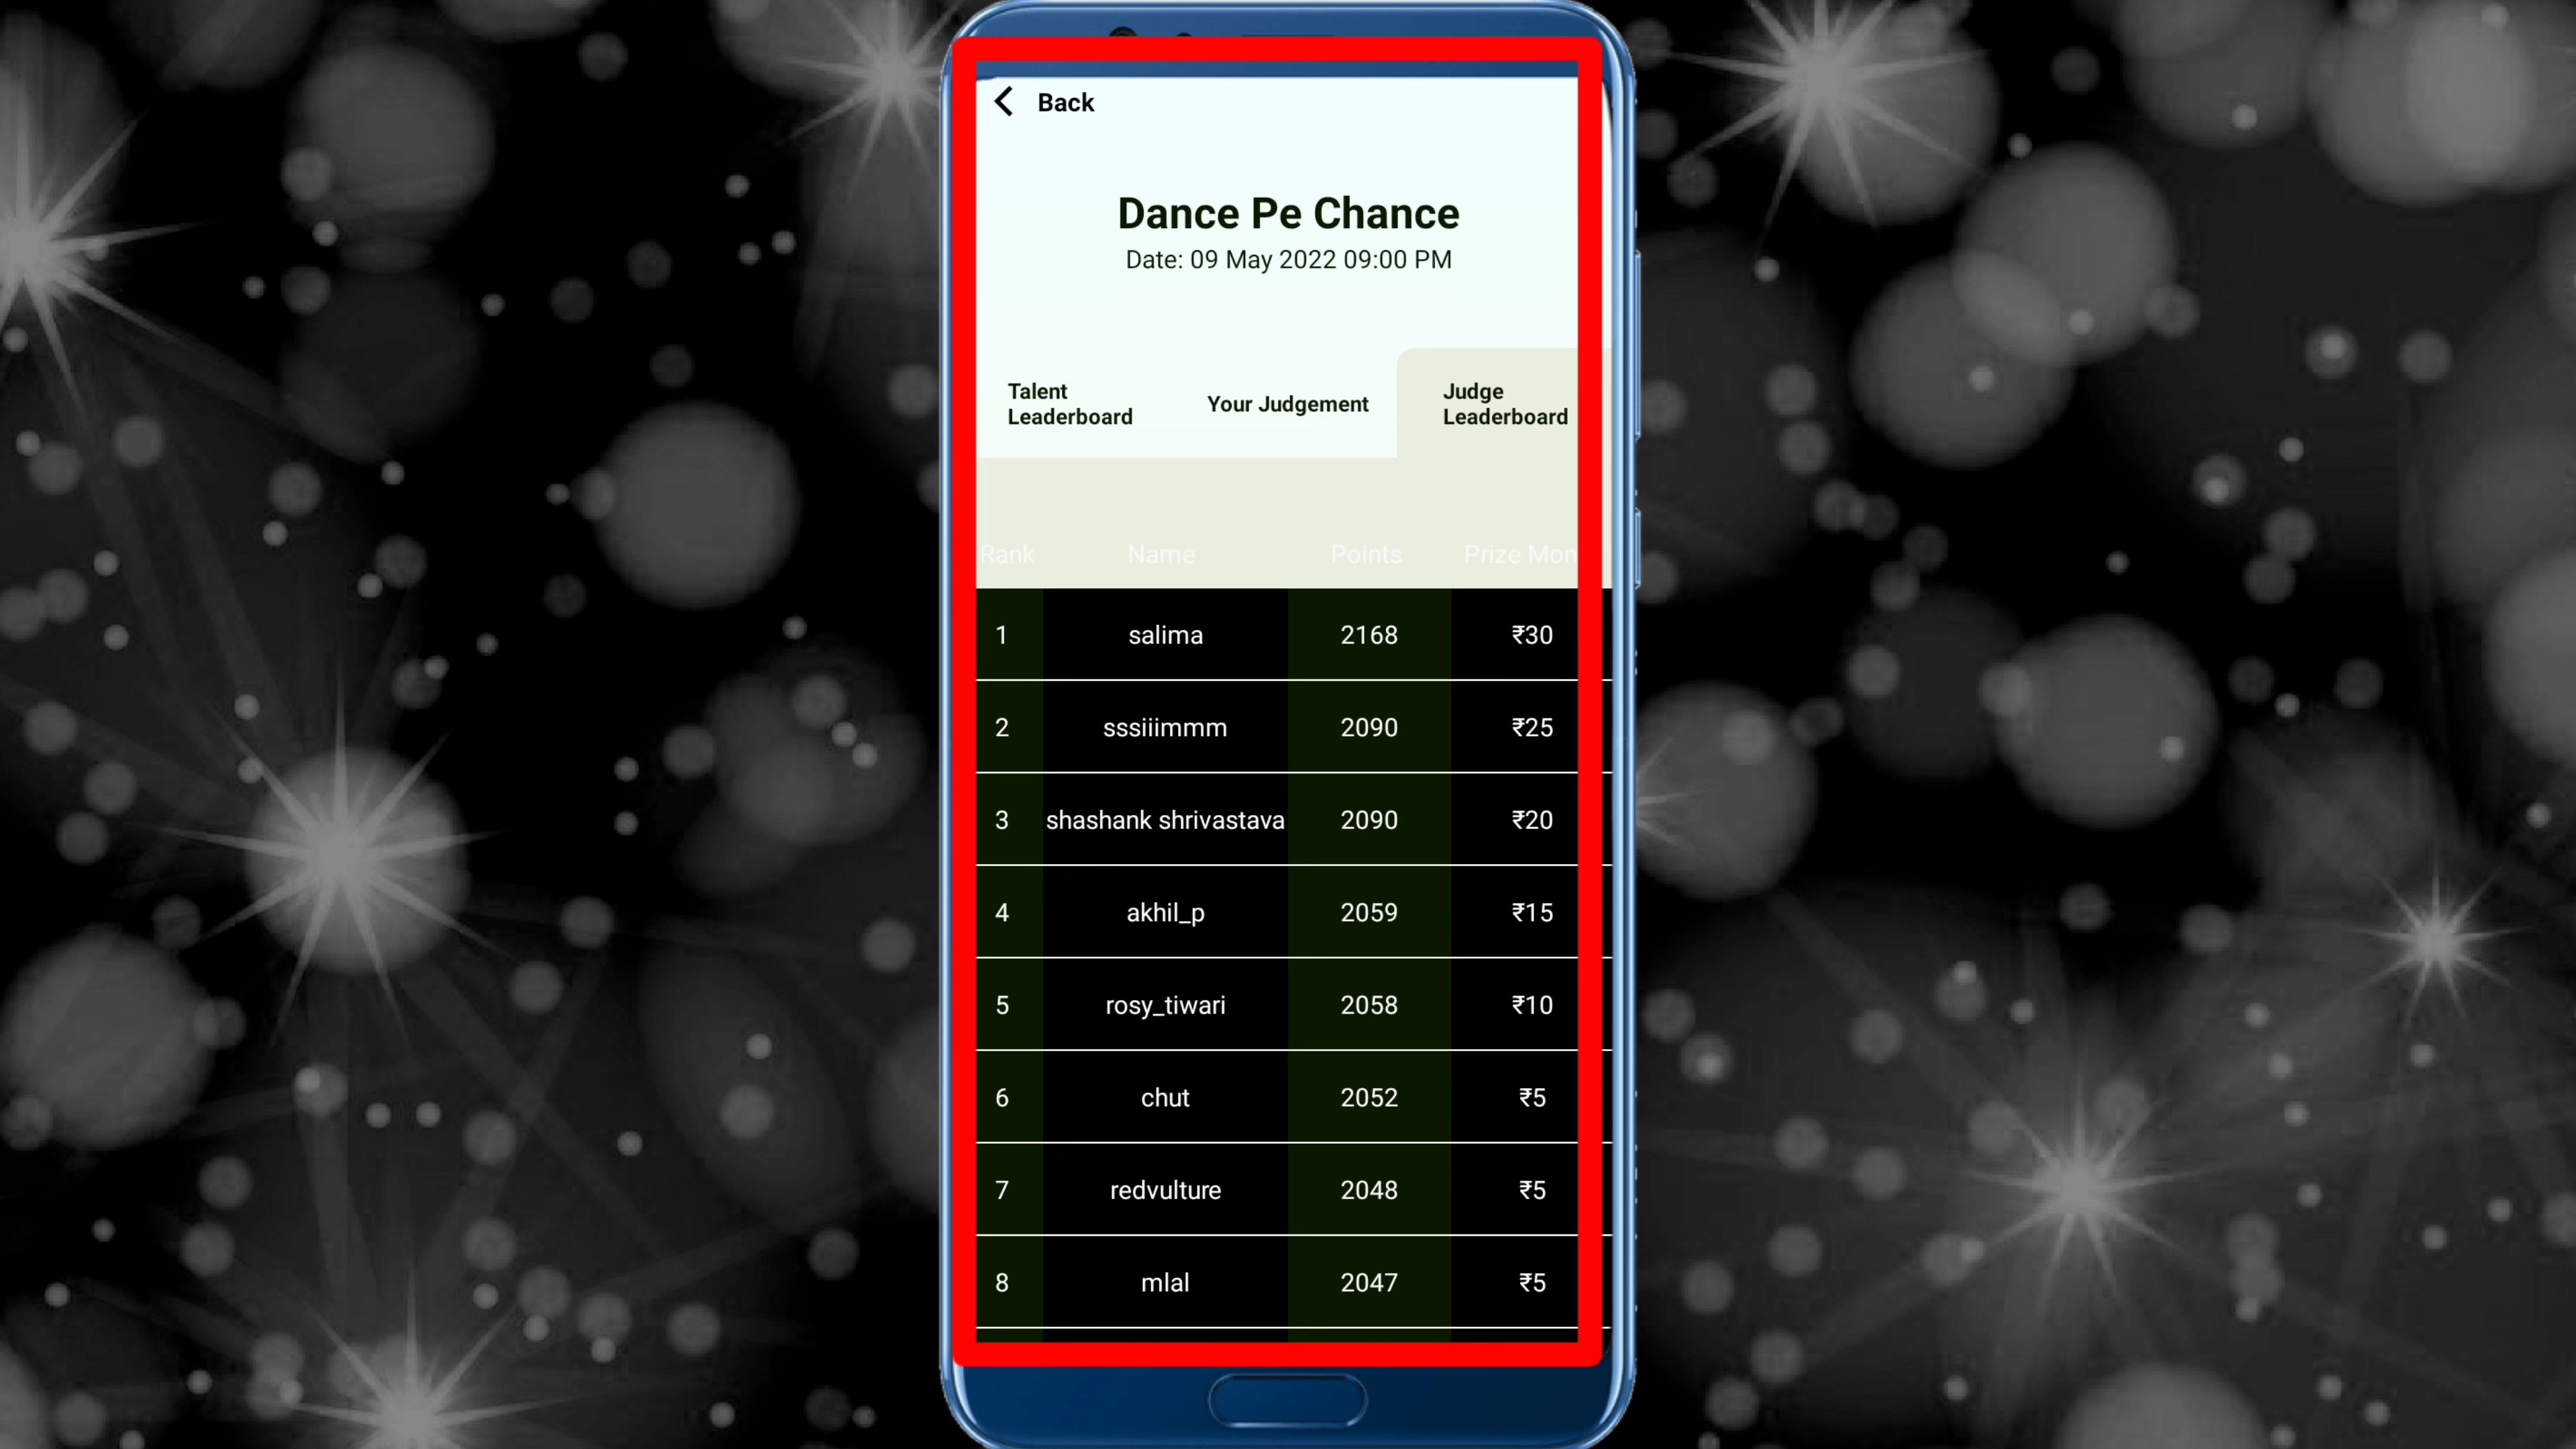 Back
Dance Pe Chance
Date: 09 May 2022 09:00 PM
Talent Leaderboard
Your Judgement
Judge Leaderboard
Rank Name Points Prize Mon
1 salima 2168 ₹30
2 sssiiimmm 2090 ₹25
3 shashank shrivastava 2090 ₹20
4 akhil_p 2059 ₹15
5 rosy_tiwari 2058 ₹10
6 chut 2052 ₹5
7 redvulture 2048 ₹5
8 mlal 2047 ₹5